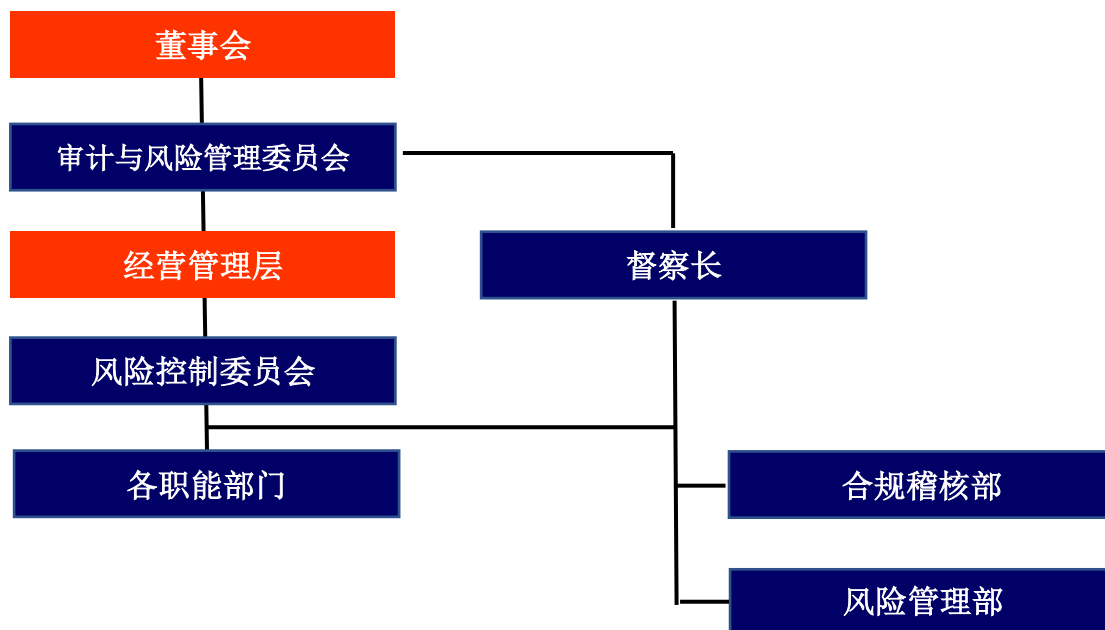 董事会
审计与风险管理委员会
经营管理层
督察长
风险控制委员会
各职能部门
合规稽核部
风险管理部